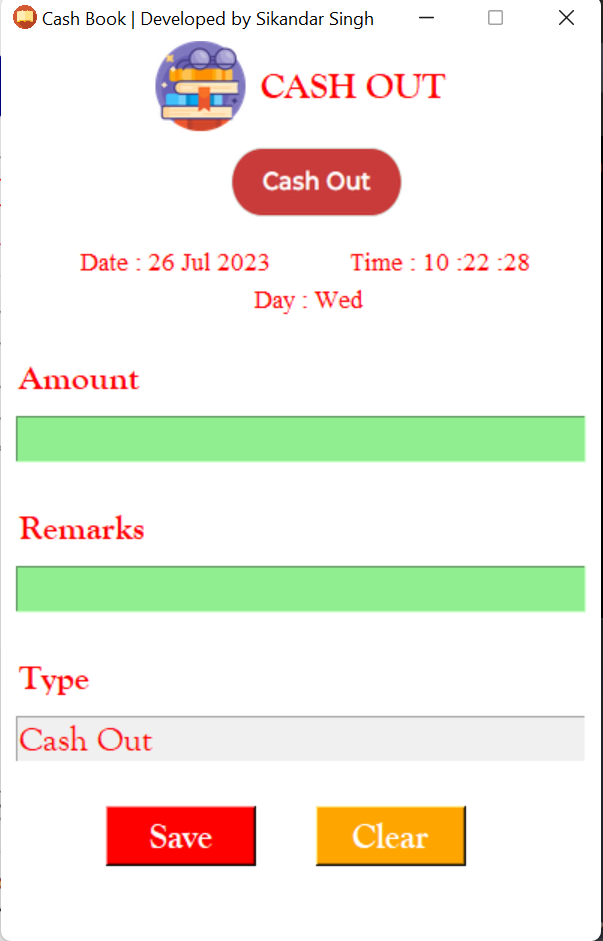 Cash Book | Developed by Sikandar Singh
CASH OUT
Cash Out
Date : 26 Jul 2023 Time : 10 :22 :28
Day : Wed
Amount
Remarks
Type
Cash Out
Save Clear